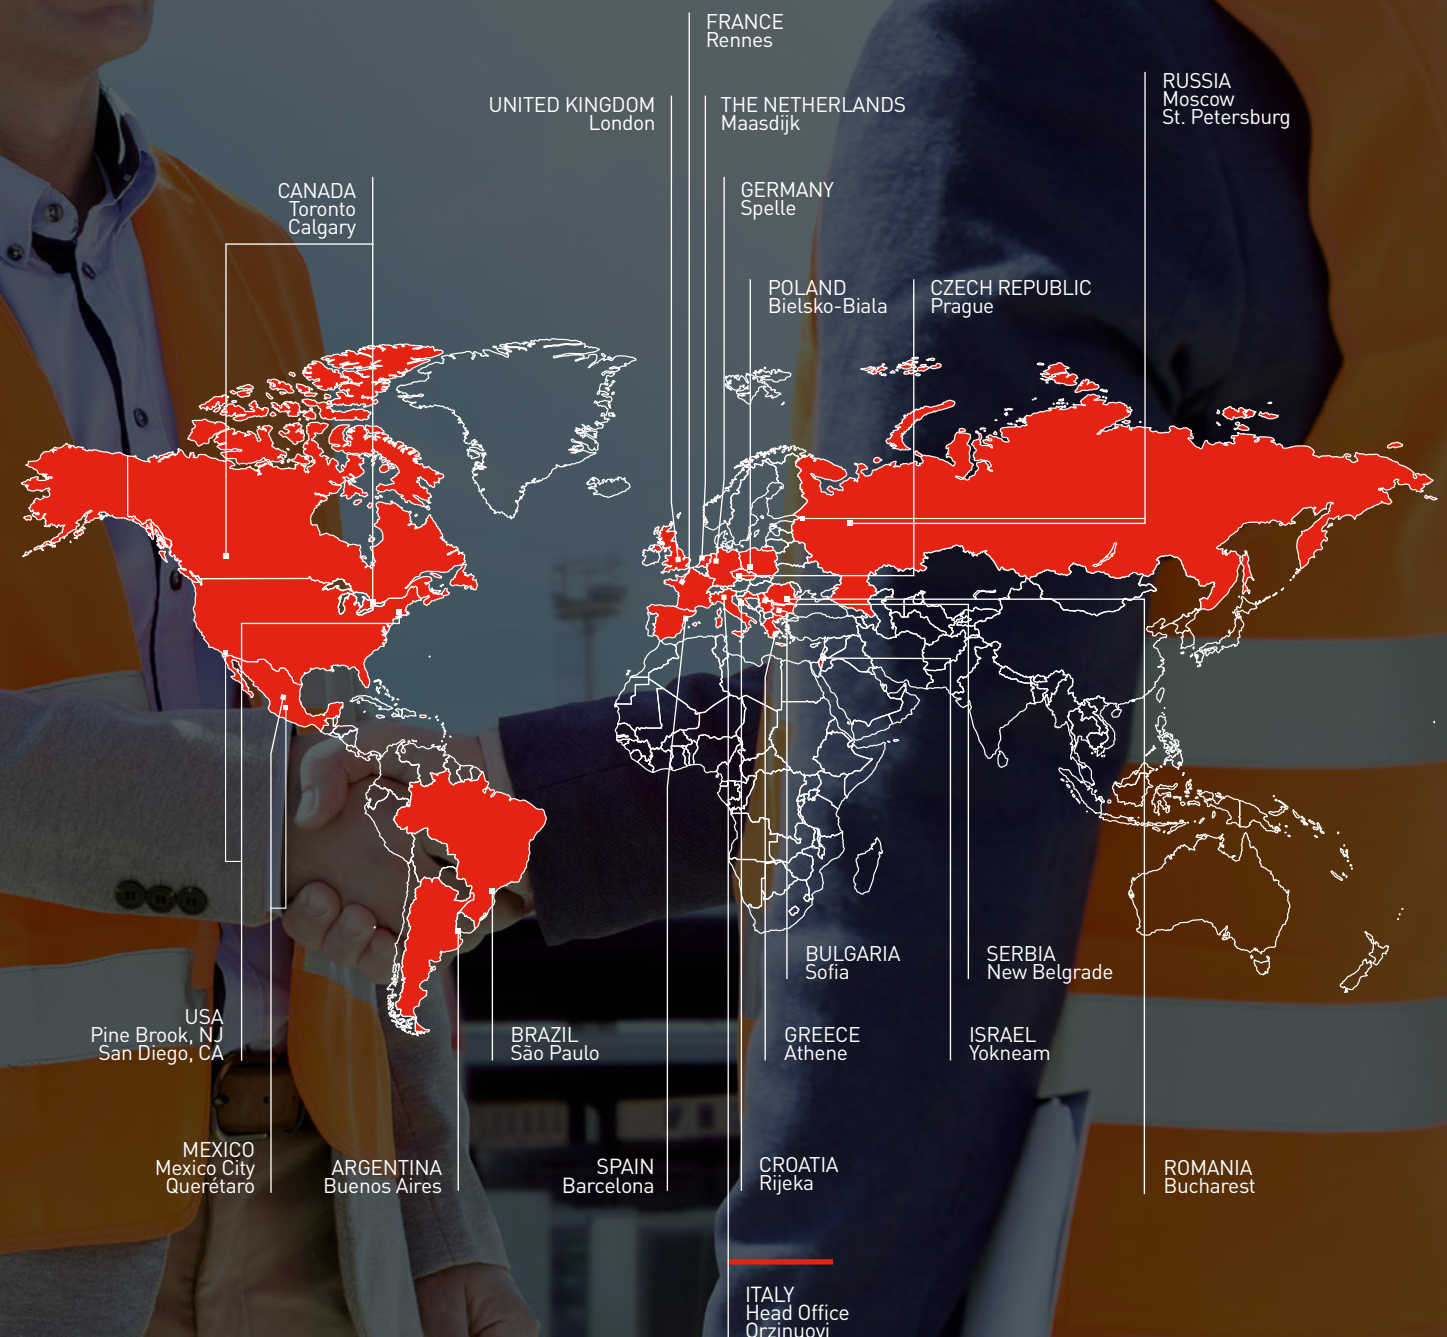 FRANCE
Rennes
UNITED KINGDOM
London
THE NETHERLANDS
Maasdijk
RUSSIA
Moscow
St. Petersburg
CANADA
Toronto
Calgary
GERMANY
Spelle
POLAND
Bielsko-Biala
CZECH REPUBLIC
Prague
BULGARIA
Sofia
SERBIA
New Belgrade
USA
Pine Brook, NJ
San Diego, CA
BRAZIL
São Paulo
GREECE
Athene
ISRAEL
Yokneam
MEXICO
Mexico City
Querétaro
ARGENTINA
Buenos Aires
SPAIN
Barcelona
CROATIA
Rijeka
ROMANIA
Bucharest
ITALY
Head Office
Orzinuovi